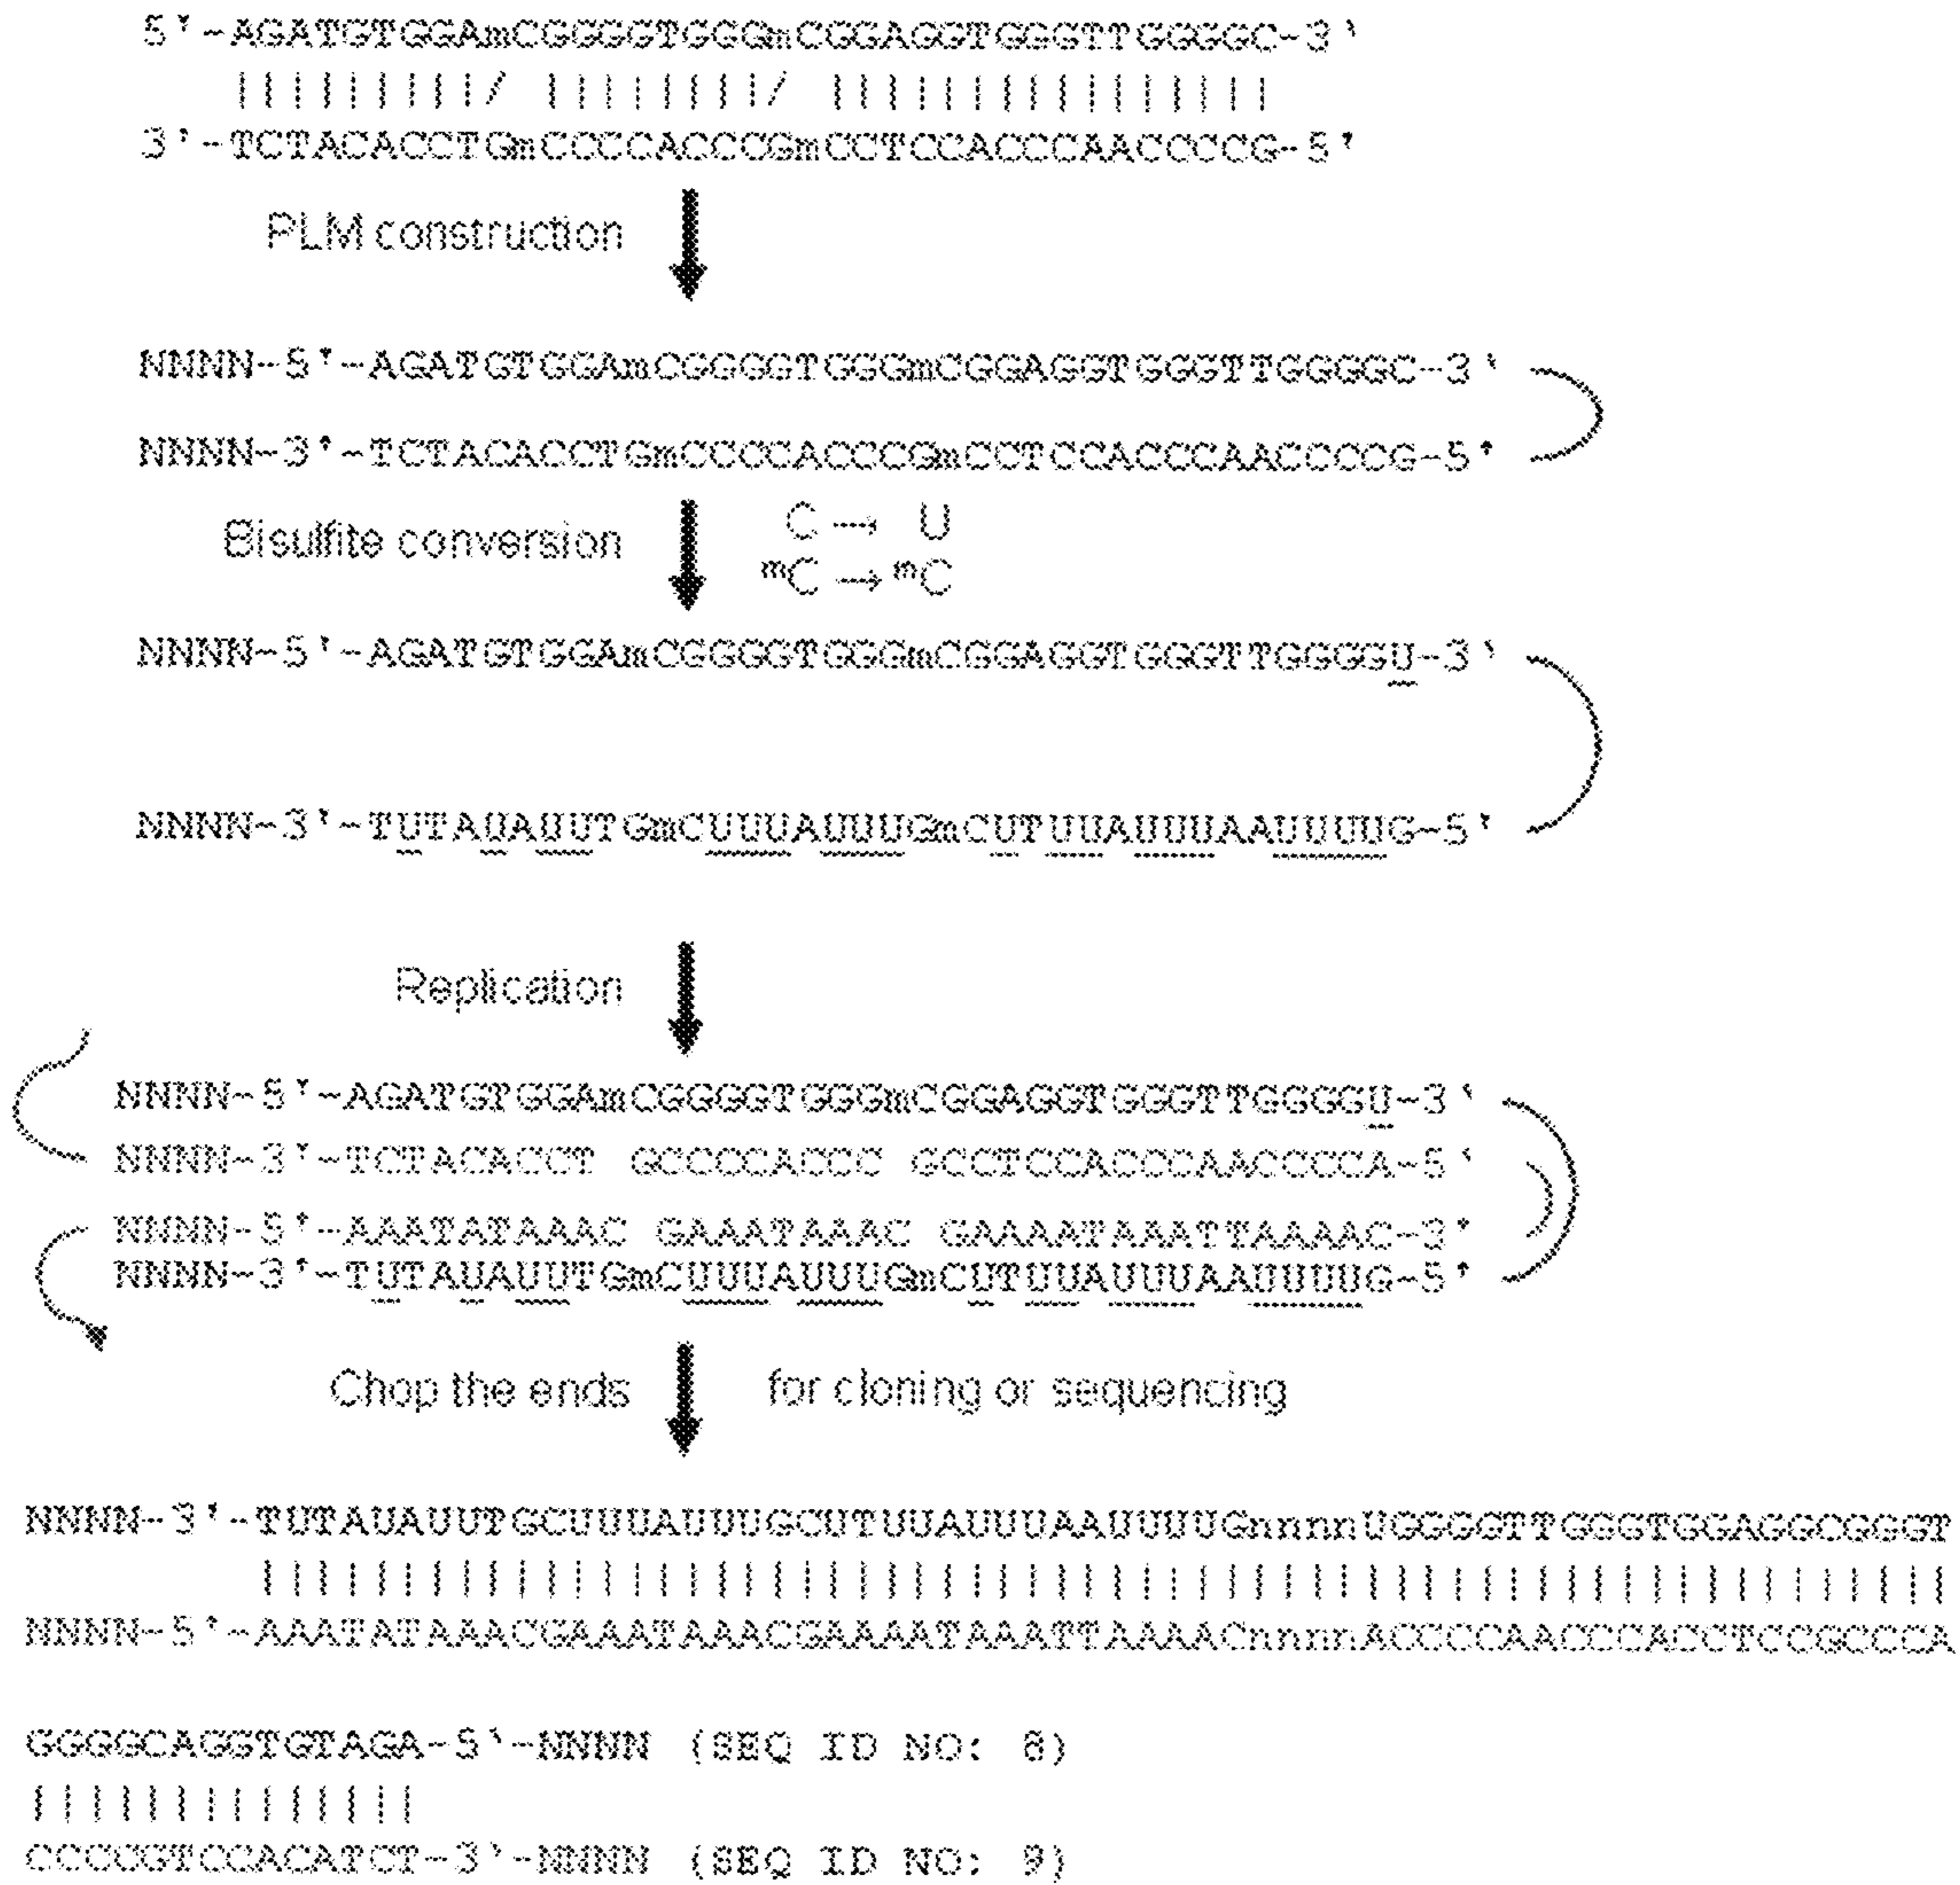 5'-AGATGTGGAmCGGGGTGGGmCGGAGGTGGGTTGGGGC-3'
|||||||||/ ||||||||/ ||||||||||||||||
3'-TCTACACCTGmCCCCACCCGmCCTCCACCCAACCCCG-5'
PLM construction
NNNN-5'-AGATGTGGAmCGGGGTGGGmCGGAGGTGGGTTGGGGC-3'
NNNN-3'-TCTACACCTGmCCCCACCCGmCCTCCACCCAACCCCG-5'
Bisulfite conversion
C → U
mC → mC
NNNN-5'-AGATGTGGAmCGGGGTGGGmCGGAGGTGGGTTGGGGU-3'
NNNN-3'-TUTAUAUUTGmCUUUAUUUGmCUTUUAUUUAAUUUUG-5'
Replication
NNNN-5'-AGATGTGGAmCGGGGTGGGmCGGAGGTGGGTTGGGGU-3'
NNNN-3'-TCTACACCT GCCCCACCC GCCTCCACCCAACCCCA-5'
NNNN-5'-AAATATAAAC GAAATAAAC GAAAATAAATTAAAAC-3'
NNNN-3'-TUTAUAUUTGmCUUUAUUUGmCUTUUAUUUAAUUUUG-5'
Chop the ends for cloning or sequencing
NNNN-3'-TUTAUAUUTGCUUUAUUUGCUTUUAUUUAAUUUUGnnnnUGGGGTTGGGTGGAGGCGGGT
||||||||||||||||||||||||||||||||||||||||||||||||||||||||||||
NNNN-5'-AAATATAAACGAAATAAACGAAAATAAATTAAAACnnnnACCCCAACCCACCTCCGCCCA
GGGGCAGGTGTAGA-5'-NNNN (SEQ ID NO: 8)
||||||||||||||
CCCCGTCCACATCT-3'-NNNN (SEQ ID NO: 9)